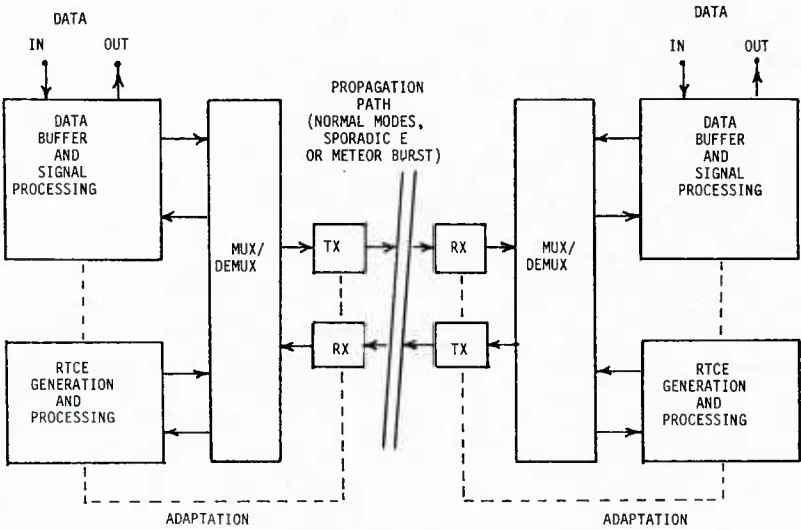 DATA
IN OUT
DATA
BUFFER
AND
SIGNAL
PROCESSING
MUX/
DEMUX
RTCE
GENERATION
AND
PROCESSING
PROPAGATION
PATH
(NORMAL MODES,
SPORADIC E
OR METEOR BURST)
TX
RX
RX
TX
ADAPTATION
DATA
IN OUT
MUX/
DEMUX
DATA
BUFFER
AND
SIGNAL
PROCESSING
RTCE
GENERATION
AND
PROCESSING
ADAPTATION